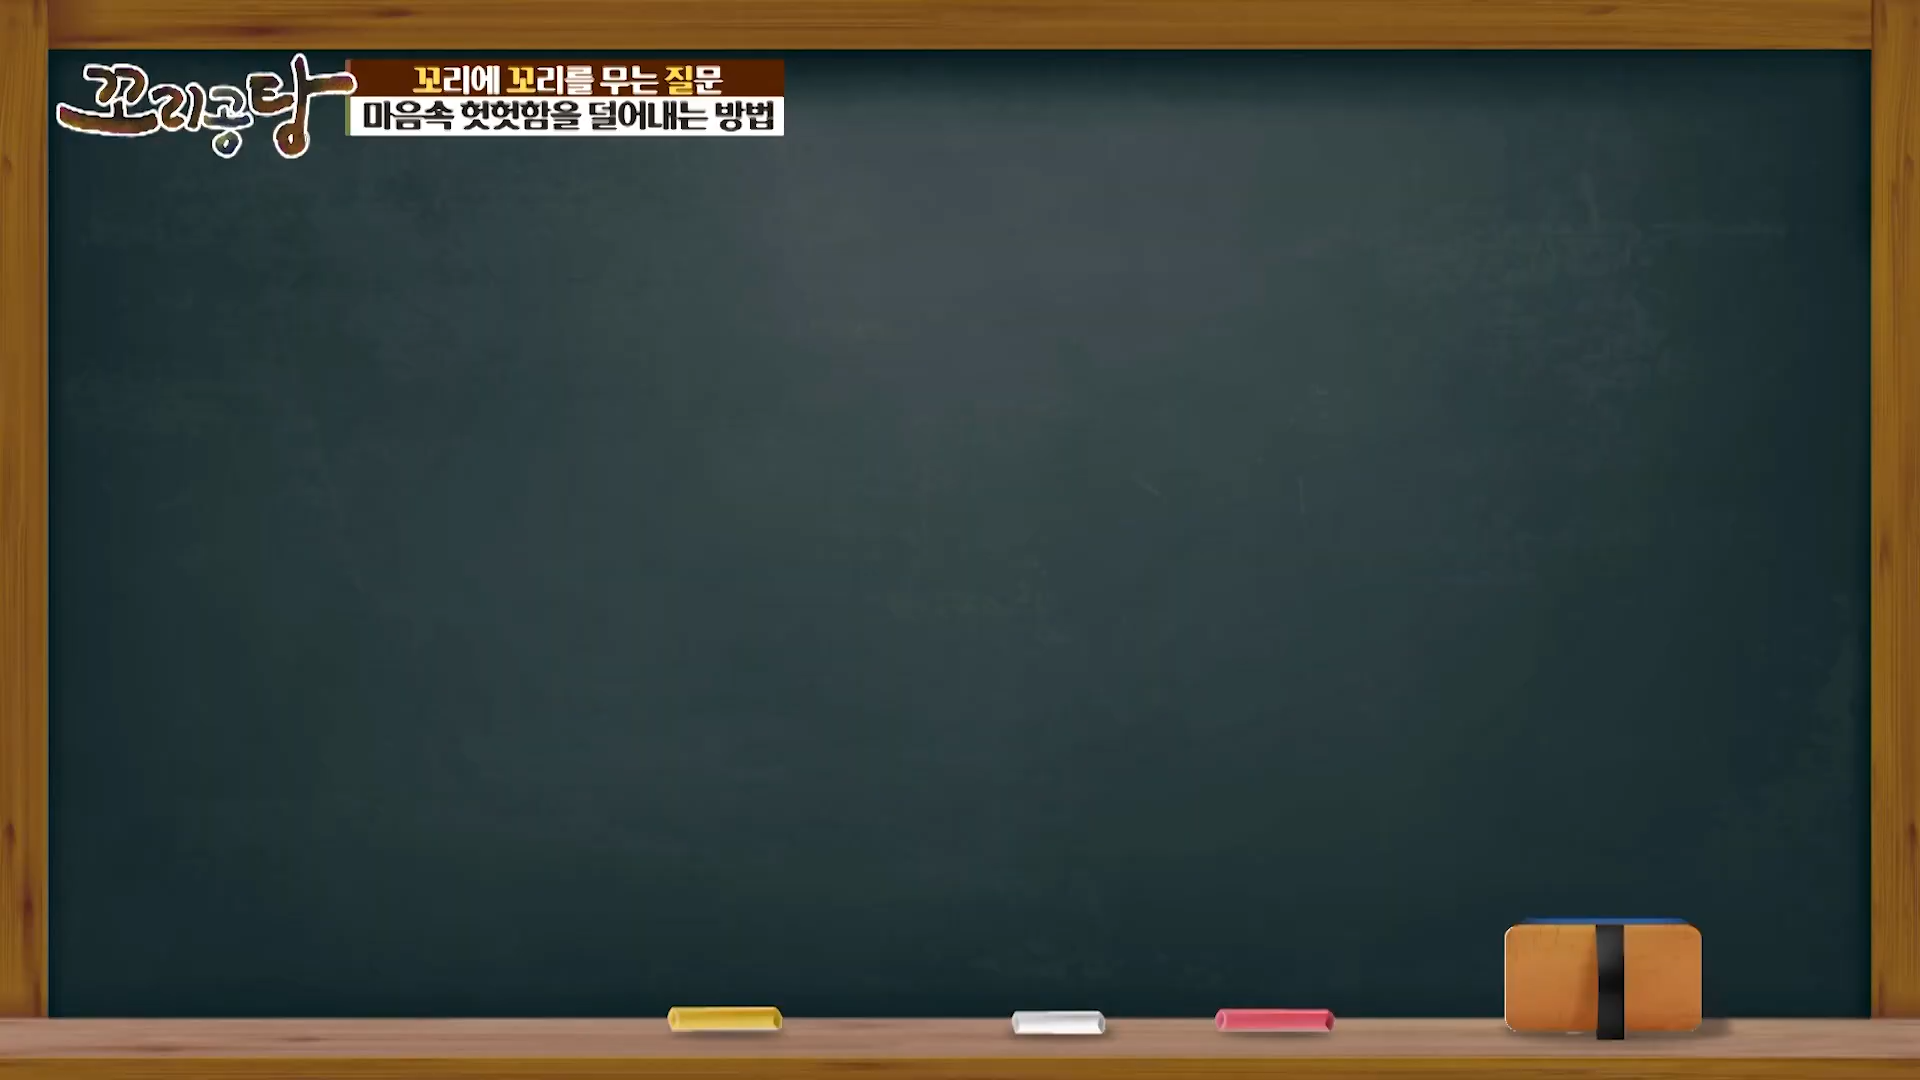 꼬리곰탕
꼬리에 꼬리를 무는 질문
마음속 헛헛함을 덜어내는 방법